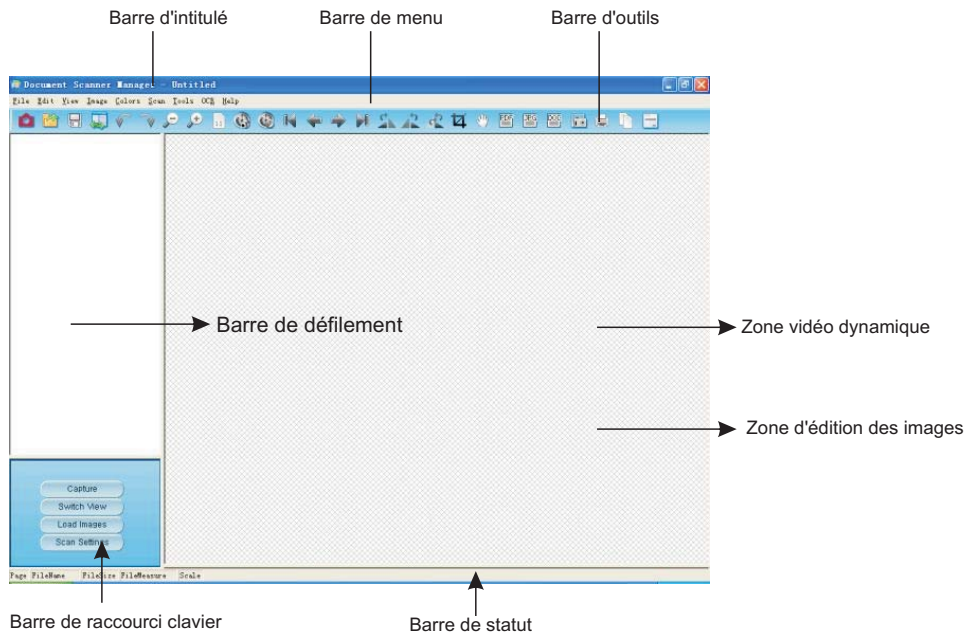 Barre d'intitulé Barre de menu Barre d'outils
Document Scanner Manager - Untitled
File Edit View Image Colors Scan Tools OCR Help
PDF
Barre de défilement
Zone vidéo dynamique
Zone d'édition des images
Capture
Switch View
Load Images
Scan Settings
Page FileName FileSize FileMeasure Scale
Barre de raccourci clavier
Barre de statut